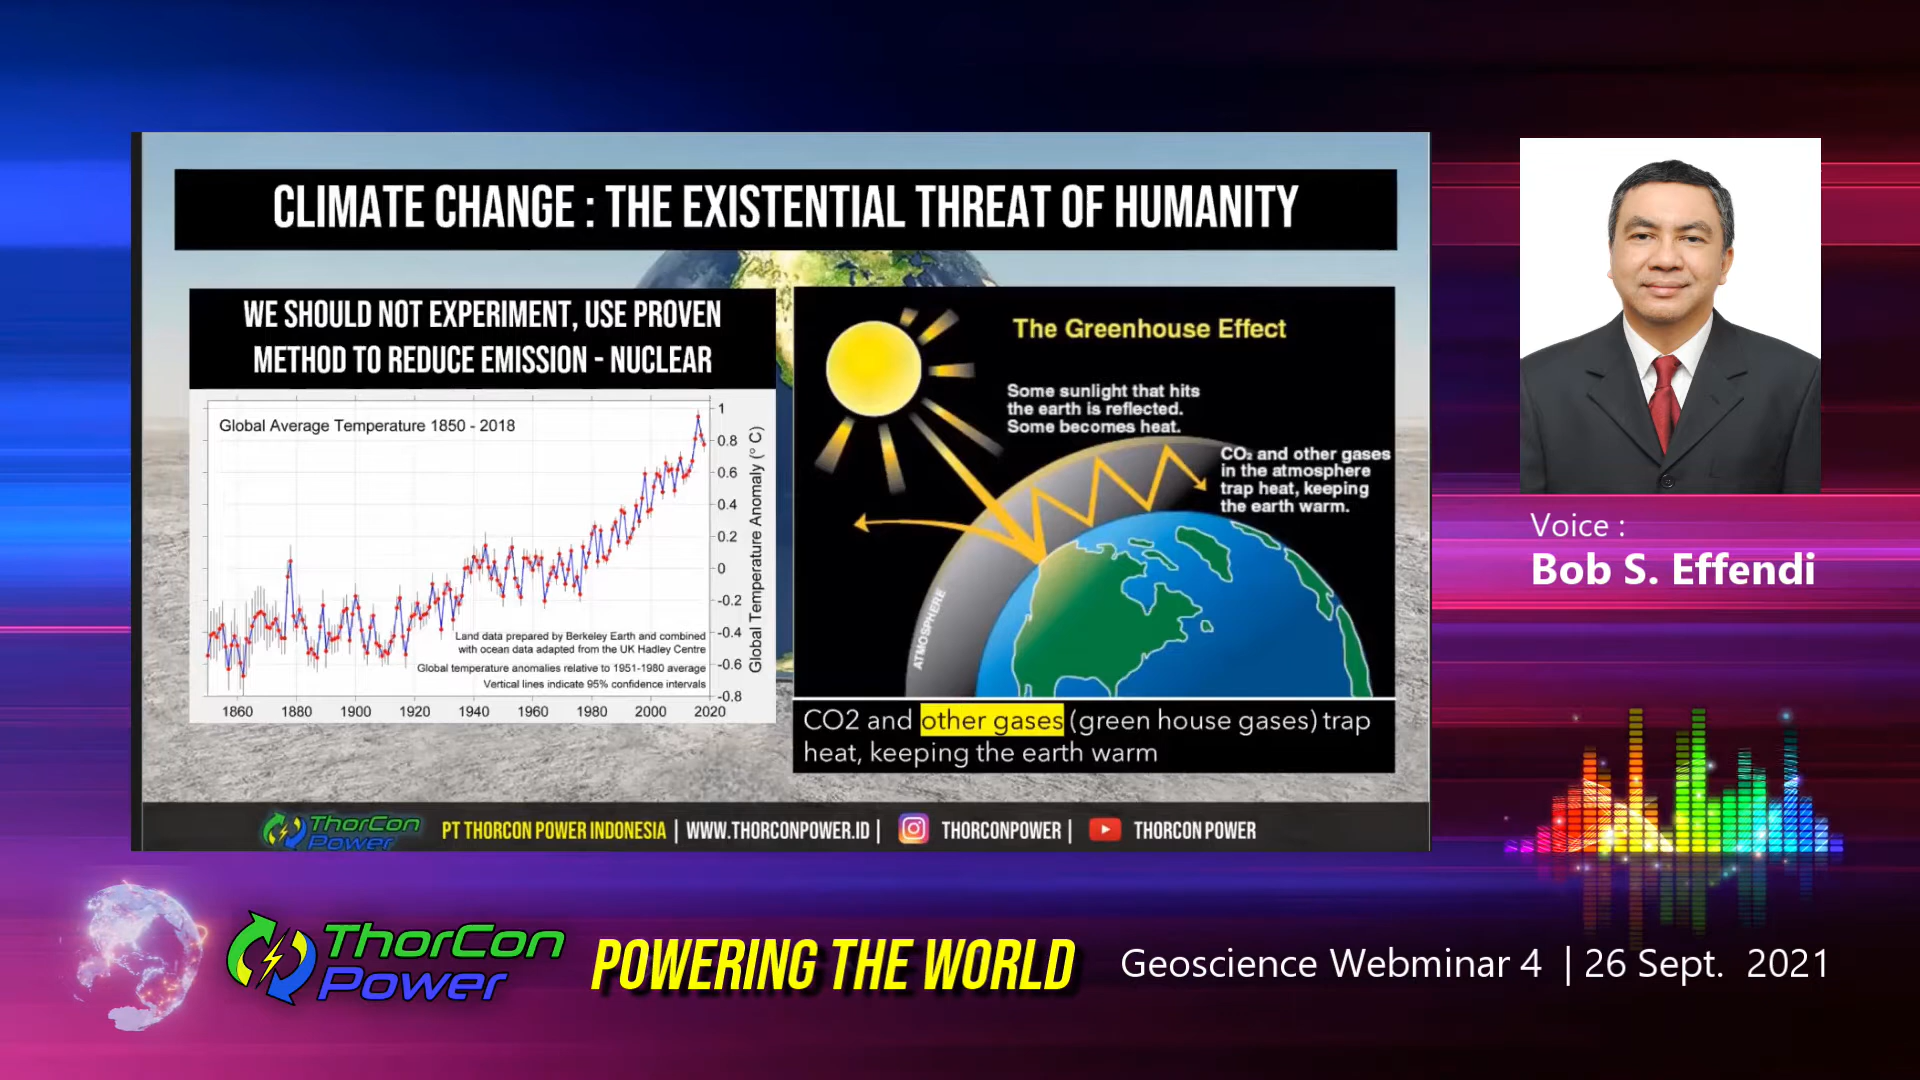 CLIMATE CHANGE : THE EXISTENTIAL THREAT OF HUMANITY
WE SHOULD NOT EXPERIMENT, USE PROVEN
METHOD TO REDUCE EMISSION - NUCLEAR
Global Average Temperature 1850 - 2018
1
0.8
0.6
0.4
0.2
0
-0.2
-0.4
-0.6
-0.8
Global Temperature Anomaly (° C)
Land data prepared by Berkeley Earth and combined
with ocean data adapted from the UK Hadley Centre
Global temperature anomalies relative to 1951-1980 average
Vertical lines indicate 95% confidence intervals
1860 1880 1900 1920 1940 1960 1980 2000 2020
The Greenhouse Effect
Some sunlight that hits
the earth is reflected.
Some becomes heat.
CO₂ and other gases
in the atmosphere
trap heat, keeping
the earth warm.
ATMOSPHERE
CO2 and other gases (green house gases) trap
heat, keeping the earth warm
ThorCon
Power
PT THORCON POWER INDONESIA | WWW.THORCONPOWER.ID | THORCONPOWER | THORCON POWER
Voice :
Bob S. Effendi
ThorCon
Power
POWERING THE WORLD
Geoscience Webminar 4 | 26 Sept. 2021